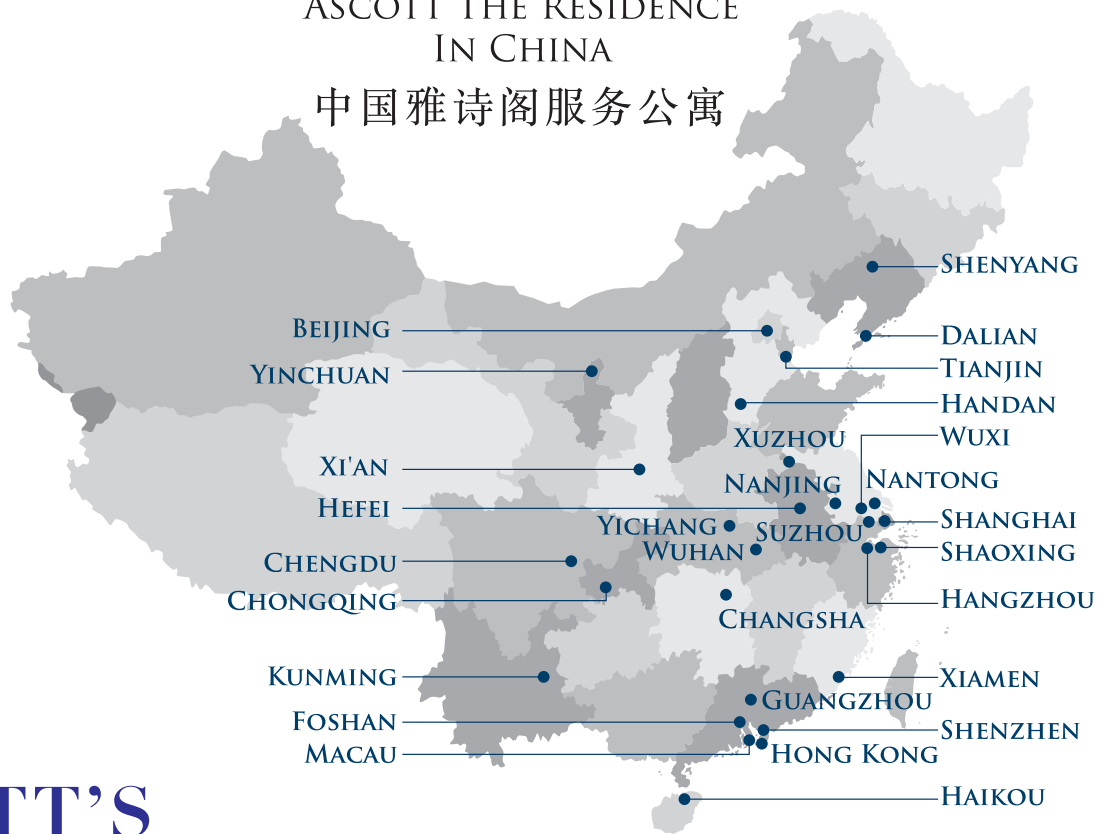 ASCOTT THE RESIDENCE
IN CHINA
中国雅诗阁服务公寓
SHENYANG
BEIJING
DALIAN
TIANJIN
YINCHUAN
HANDAN
XUZHOU
WUXI
XI'AN
NANJING
NANTONG
HEFEI
YICHANG
SUZHOU
SHANGHAI
WUHAN
SHAOXING
CHENGDU
CHONGQING
HANGZHOU
CHANGSHA
KUNMING
XIAMEN
GUANGZHOU
FOSHAN
SHENZHEN
MACAU
HONG KONG
HAIKOU
TT'S